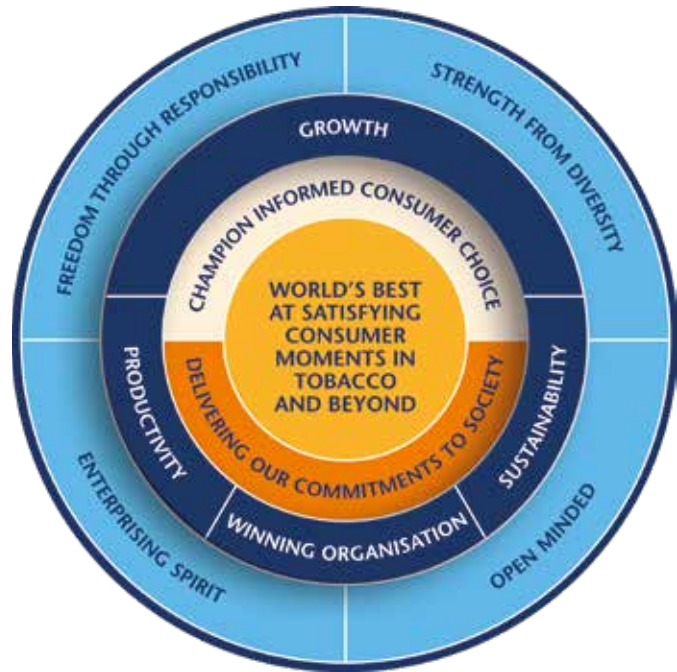 FREEDOM THROUGH RESPONSIBILITY
STRENGTH FROM DIVERSITY
GROWTH
CHAMPION INFORMED CONSUMER CHOICE
WORLD'S BEST
AT SATISFYING
CONSUMER
MOMENTS IN
TOBACCO
AND BEYOND
DELIVERING OUR COMMITMENTS TO SOCIETY
PRODUCTIVITY
WINNING ORGANISATION
SUSTAINABILITY
ENTERPRISING SPIRIT
OPEN MINDED